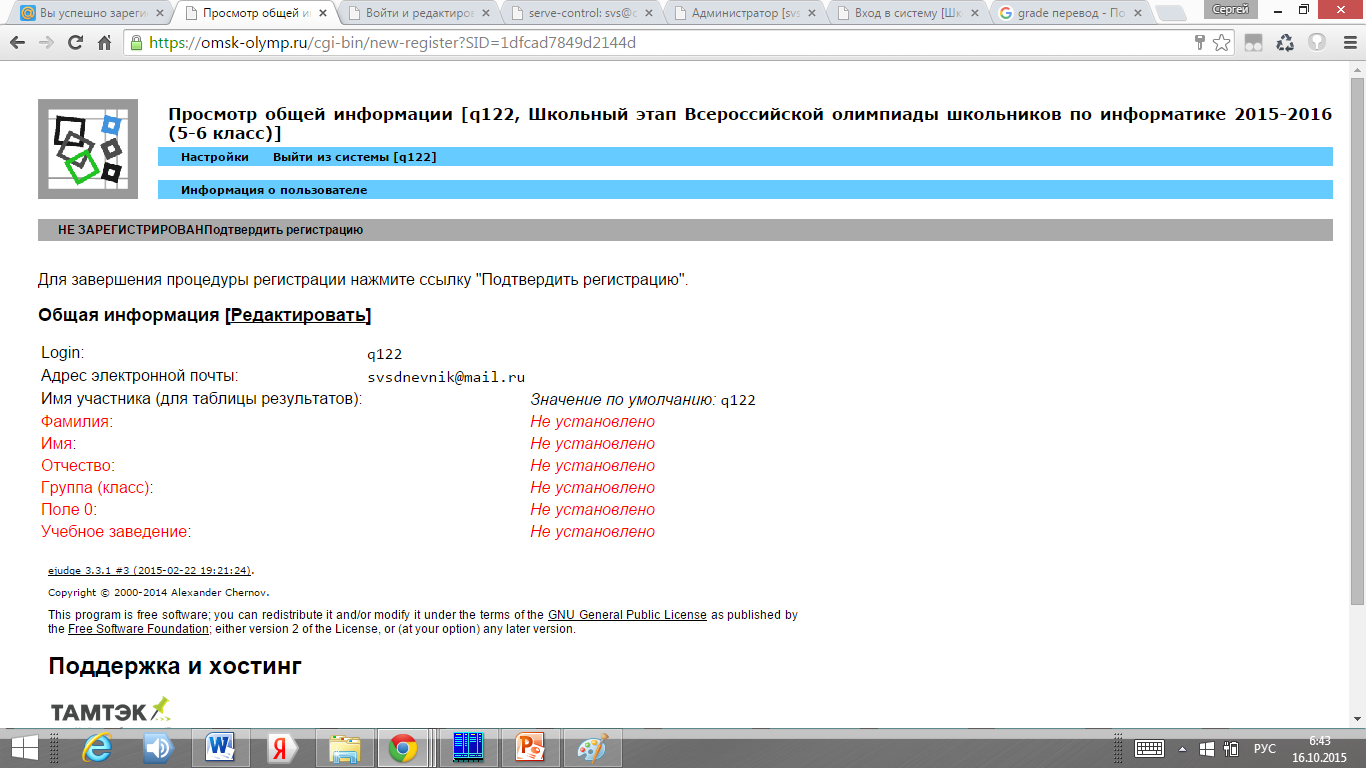 Вы успешно зареги
Просмотр общей и
Войти и редактиров
serve-control: svs@
Администратор [svs
Вход в систему [Шк
grade перевод - По
Сергей
https://omsk-olymp.ru/cgi-bin/new-register?SID=1dfcad7849d2144d
Просмотр общей информации [q122, Школьный этап Всероссийской олимпиады школьников по информатике 2015-2016
(5-6 класс)]
Настройки Выйти из системы [q122]
Информация о пользователе
НЕ ЗАРЕГИСТРИРОВАНПодтвердить регистрацию
Для завершения процедуры регистрации нажмите ссылку "Подтвердить регистрацию".
Общая информация [Редактировать]
Login: q122
Адрес электронной почты: svsdnevnik@mail.ru
Имя участника (для таблицы результатов): Значение по умолчанию: q122
Фамилия: Не установлено
Имя: Не установлено
Отчество: Не установлено
Группа (класс): Не установлено
Поле 0: Не установлено
Учебное заведение: Не установлено
ejudge 3.3.1 #3 (2015-02-22 19:21:24).
Copyright © 2000-2014 Alexander Chernov.
This program is free software; you can redistribute it and/or modify it under the terms of the GNU General Public License as published by
the Free Software Foundation; either version 2 of the License, or (at your option) any later version.
Поддержка и хостинг
ТАМТЭК
РУС
6:43
16.10.2015